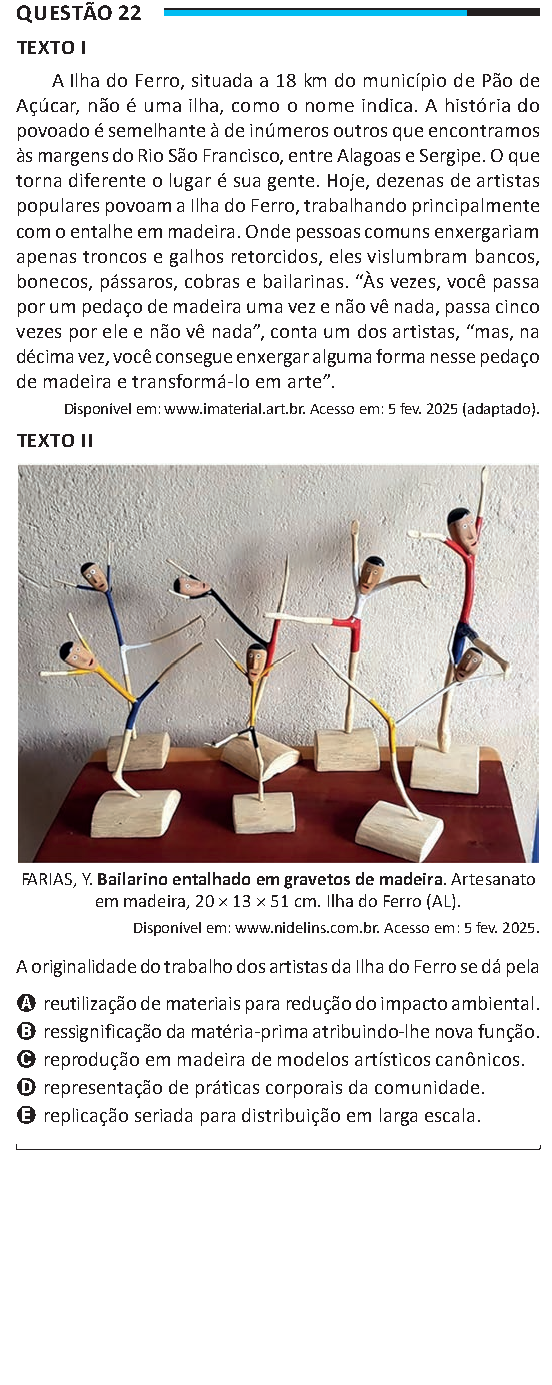 QUESTÃO 22
TEXTO I
A Ilha do Ferro, situada a 18 km do município de Pão de
Açúcar, não é uma ilha, como o nome indica. A história do
povoado é semelhante à de inúmeros outros que encontramos
às margens do Rio São Francisco, entre Alagoas e Sergipe. O que
torna diferente o lugar é sua gente. Hoje, dezenas de artistas
populares povoam a Ilha do Ferro, trabalhando principalmente
com o entalhe em madeira. Onde pessoas comuns enxergariam
apenas troncos e galhos retorcidos, eles vislumbram bancos,
bonecos, pássaros, cobras e bailarinas. “Às vezes, você passa
por um pedaço de madeira uma vez e não vê nada, passa cinco
vezes por ele e não vê nada”, conta um dos artistas, “mas, na
décima vez, você consegue enxergar alguma forma nesse pedaço
de madeira e transformá-lo em arte”.
Disponível em: www.imaterial.art.br. Acesso em: 5 fev. 2025 (adaptado).
TEXTO II
FARIAS, Y. Bailarino entalhado em gravetos de madeira. Artesanato
em madeira, 20 × 13 × 51 cm. Ilha do Ferro (AL).
Disponível em: www.nidelins.com.br. Acesso em: 5 fev. 2025.
A originalidade do trabalho dos artistas da Ilha do Ferro se dá pela
A reutilização de materiais para redução do impacto ambiental.
B ressignificação da matéria-prima atribuindo-lhe nova função.
C reprodução em madeira de modelos artísticos canônicos.
D representação de práticas corporais da comunidade.
E replicação seriada para distribuição em larga escala.